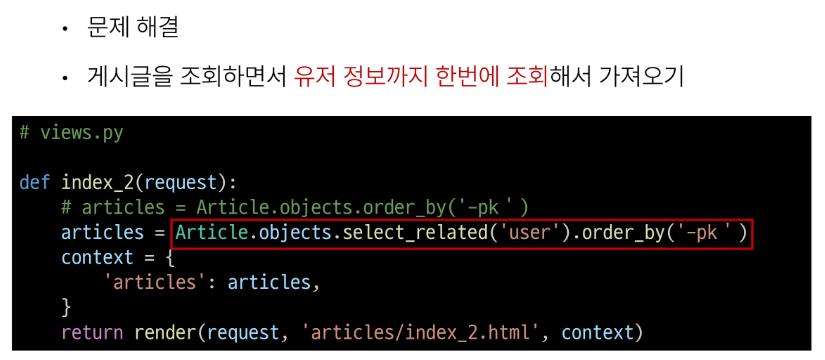 • 문제 해결
• 게시글을 조회하면서 유저 정보까지 한번에 조회해서 가져오기
# views.py
def index_2(request):
    # articles = Article.objects.order_by('-pk')
    articles = Article.objects.select_related('user').order_by('-pk')
    context = {
        'articles': articles,
    }
    return render(request, 'articles/index_2.html', context)